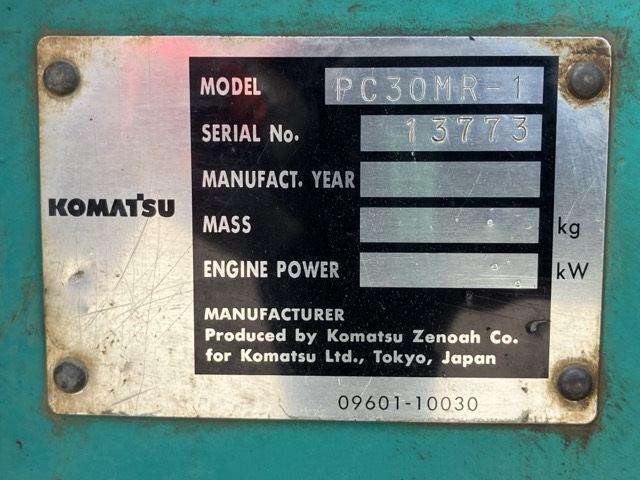 MODEL PC30MR-1
SERIAL No. 13773
MANUFACT. YEAR
KOMATSU
MASS kg
ENGINE POWER kW
MANUFACTURER
Produced by Komatsu Zenoah Co.
for Komatsu Ltd., Tokyo, Japan
09601-10030